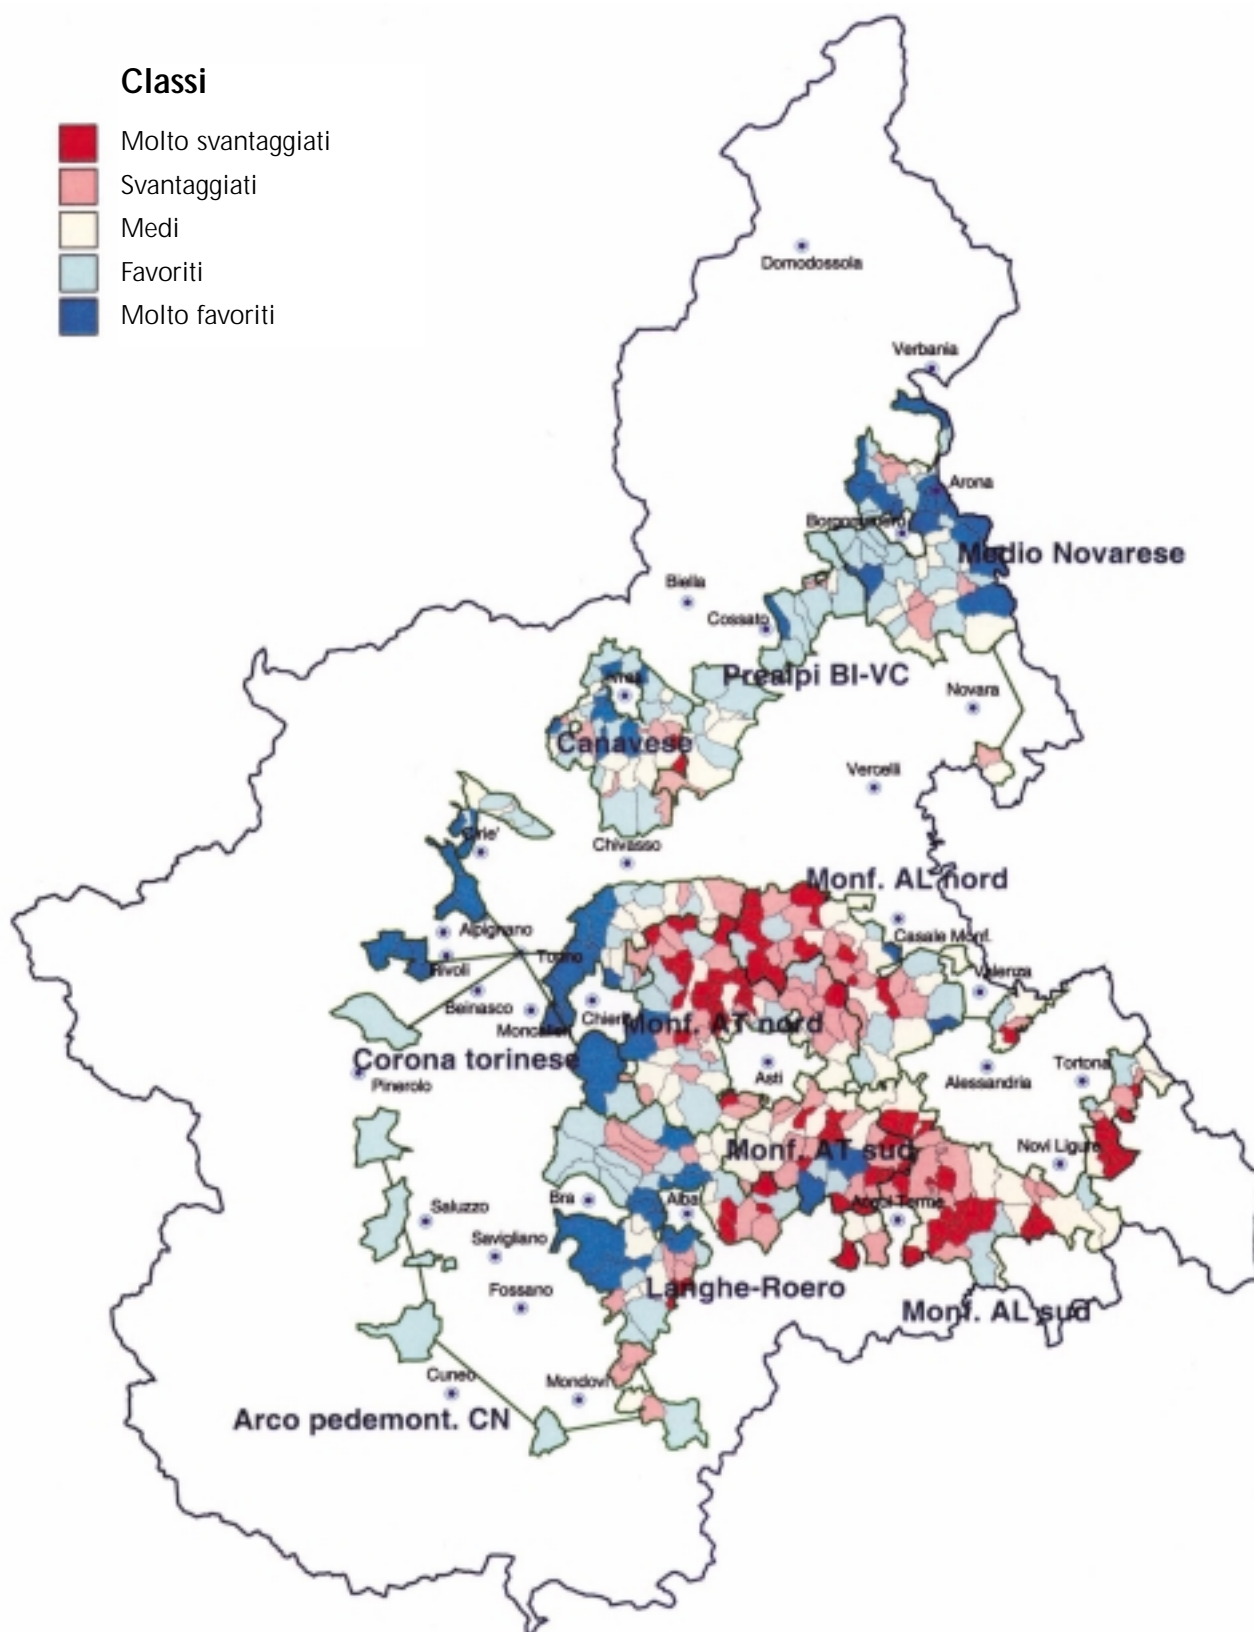 Classi
Molto svantaggiati
Svantaggiati
Medi
Favoriti
Molto favoriti
Domodossola
Verbania
Arona
Borgomanero
Medio Novarese
Biella
Cossato
Prealpi BI-VC
Ivrea
Novara
Canavese
Vercelli
Cirie'
Chivasso
Monf. AL nord
Alpignano
Casale Monf.
Torino
Rivoli
Valenza
Beinasco
Moncalieri
Chieri
Monf. AT nord
Corona torinese
Pinerolo
Asti
Alessandria
Tortona
Monf. AT sud
Novi Ligure
Bra
Alba
Acqui Terme
Saluzzo
Savigliano
Fossano
Langhe-Roero
Monf. AL sud
Cuneo
Mondovi
Arco pedemont. CN